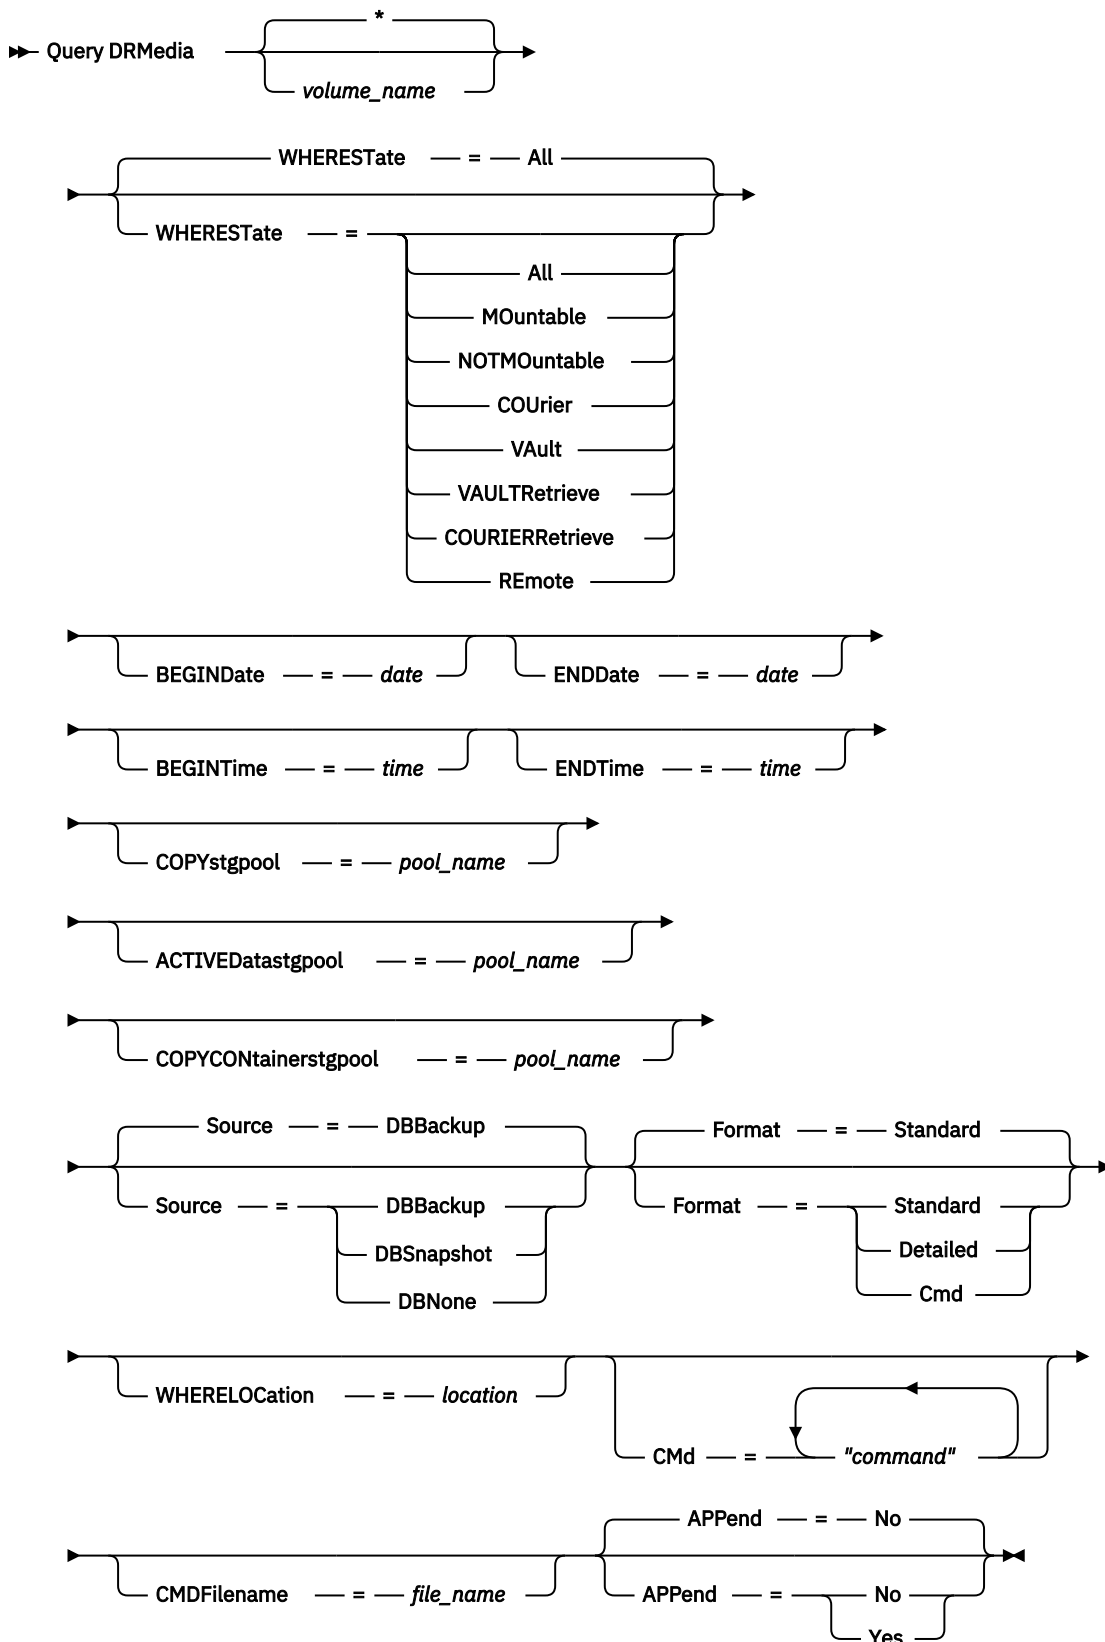 *
Query DRMedia
volume_name
WHERESTate = All
WHERESTate =
All
MOuntable
NOTMOuntable
COUrier
VAult
VAULTRetrieve
COURIERRetrieve
REmote
BEGINDate = date ENDDate = date
BEGINTime = time ENDTime = time
COPYstgpool = pool_name
ACTIVEDatastgpool = pool_name
COPYCONtainerstgpool = pool_name
Source = DBBackup Format = Standard
Source = DBBackup Format = Standard
DBSnapshot Detailed
DBNone Cmd
WHERELOCation = location
CMd = "command"
APPend = No
CMDFilename = file_name APPend = No
Yes